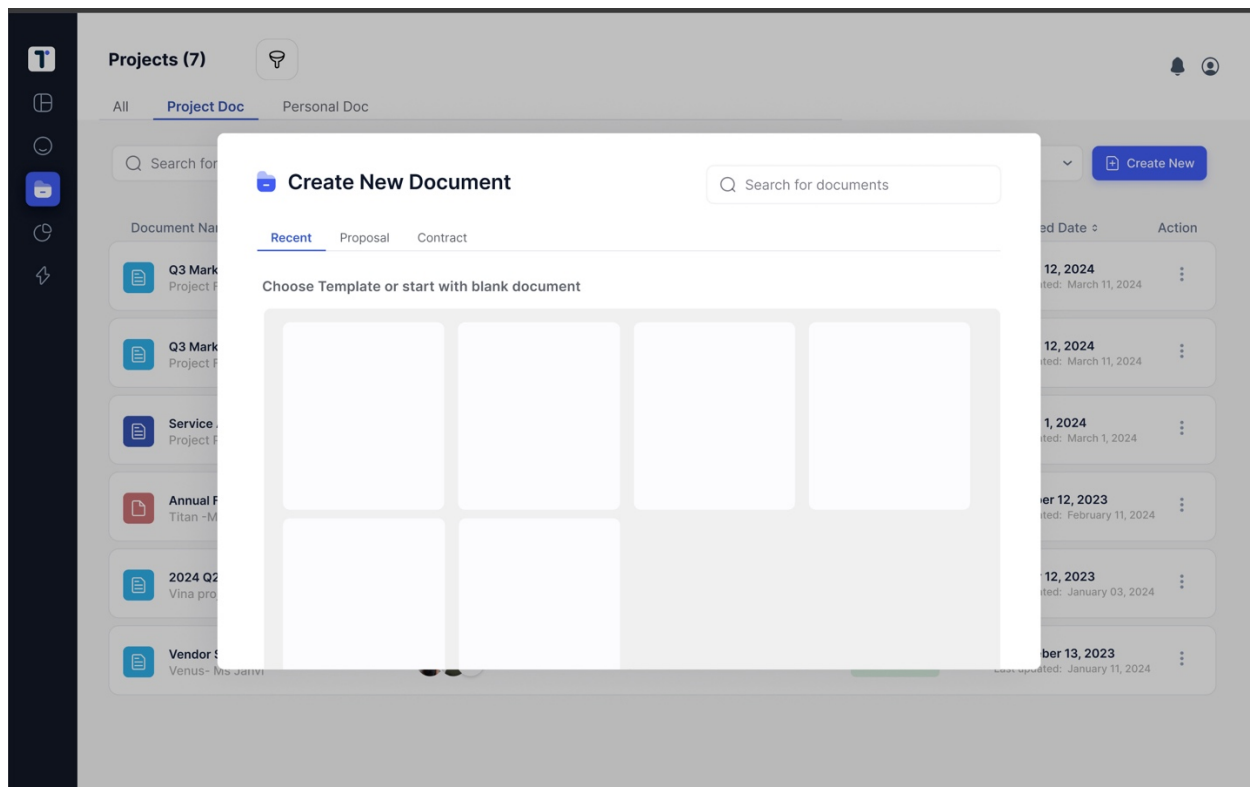 T
Projects (7)
All Project Doc Personal Doc
Search for
Create New
Create New Document
Search for documents
Recent Proposal Contract
Choose Template or start with blank document
Document Nai
ed Date
Action
Q3 Mark
Project F
12, 2024
ted: March 11, 2024
Q3 Mark
Project F
12, 2024
ted: March 11, 2024
Service
Project F
1, 2024
ted: March 1, 2024
Annual F
Titan -M
er 12, 2023
ted: February 11, 2024
2024 Q2
Vina pro
12, 2023
ted: January 03, 2024
Vendor S
Venus- Ms Janvi
ber 13, 2023
Last updated: January 11, 2024